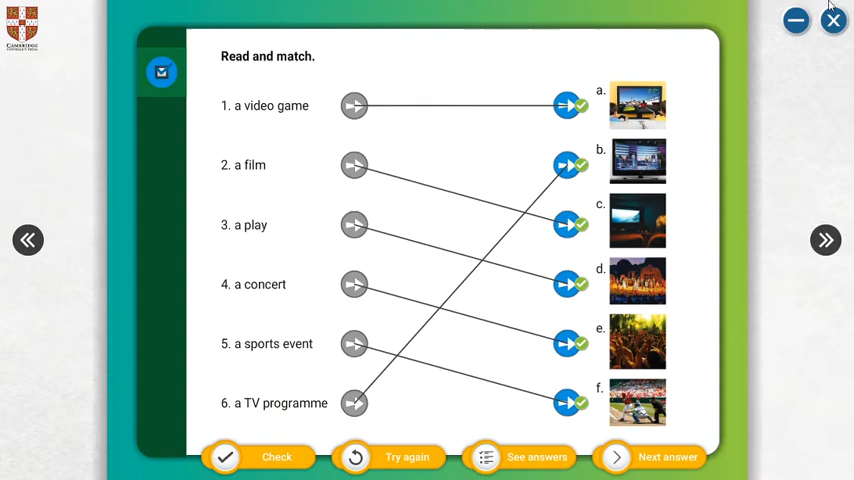 CAMBRIDGE
Read and match.
1. a video game
a.
2. a film
b.
3. a play
c.
4. a concert
d.
5. a sports event
e.
6. a TV programme
f.
Check
Try again
See answers
Next answer